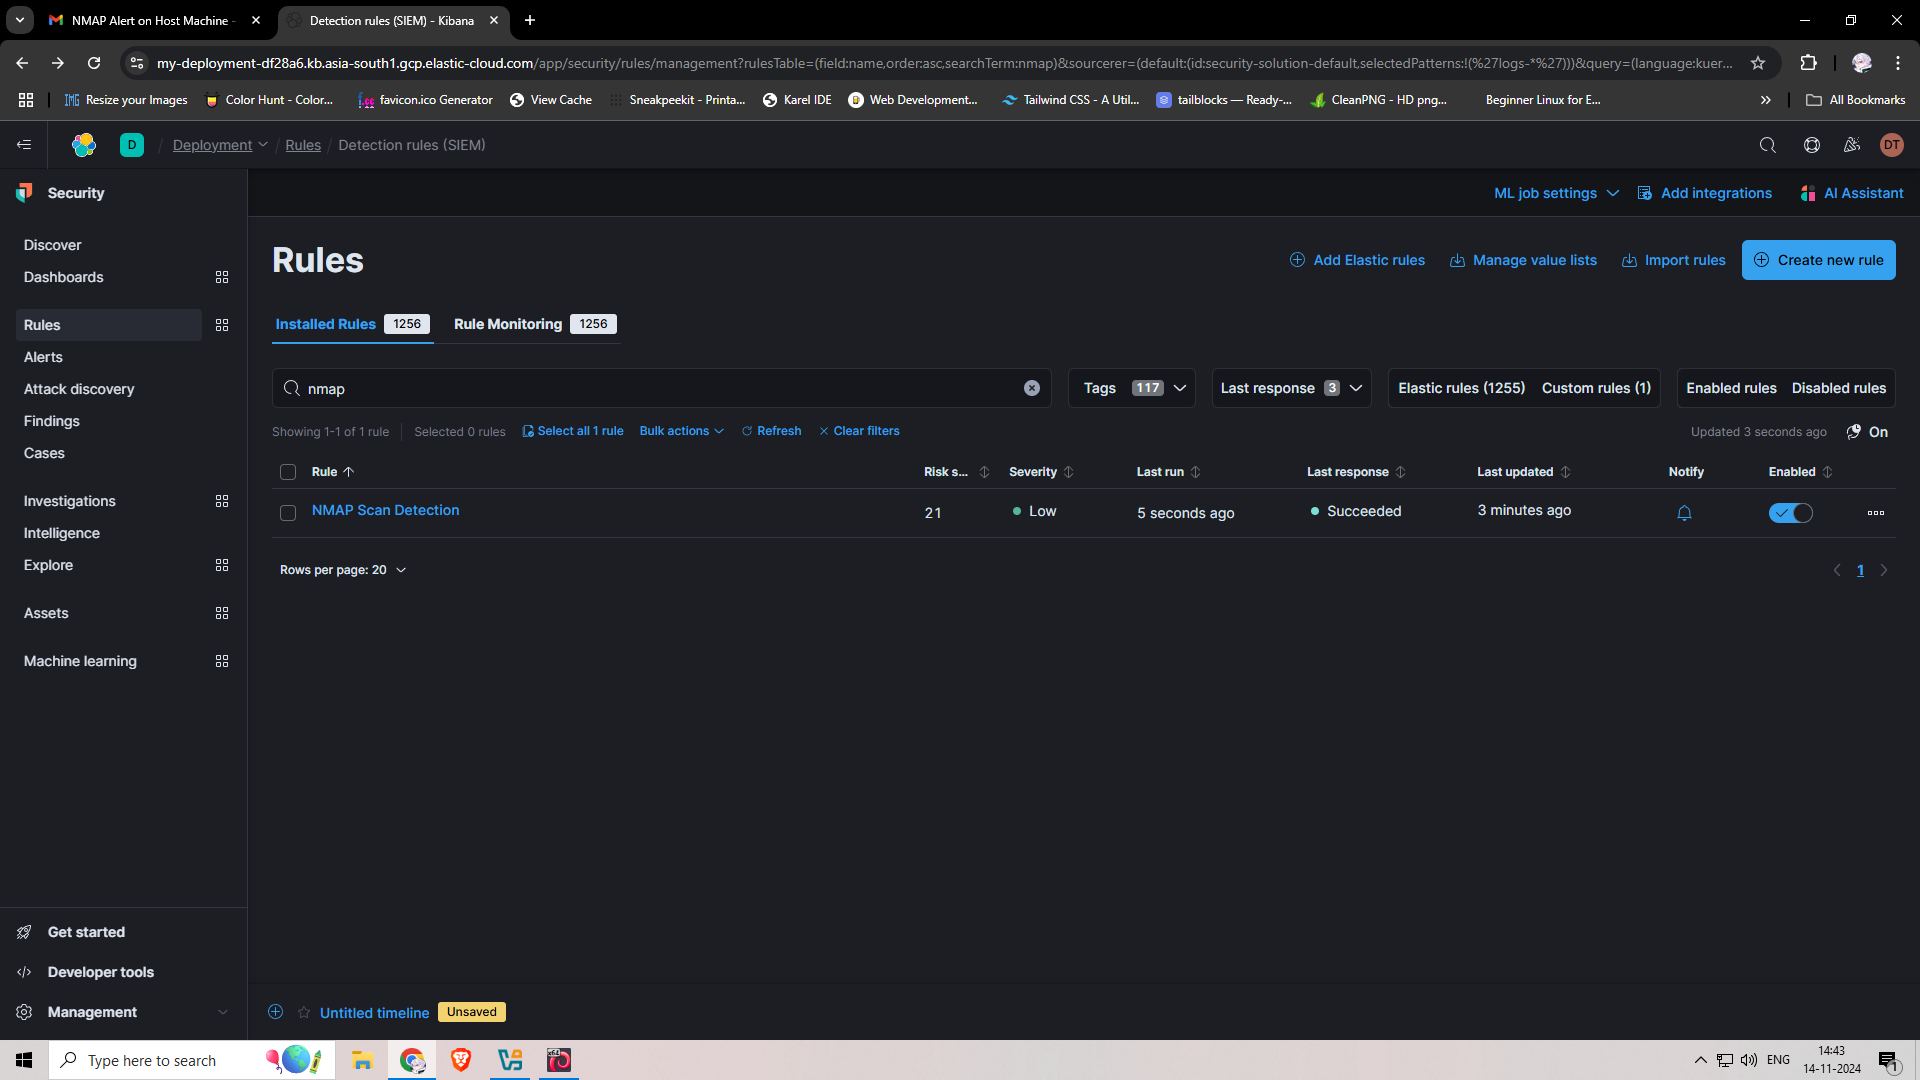 NMAP Alert on Host Machine -
Detection rules (SIEM) - Kibana
my-deployment-df28a6.kb.asia-south1.gcp.elastic-cloud.com/app/security/rules/management?rulesTable=(field:name,order:asc,searchTerm:nmap)&sourcerer=(default:(id:security-solution-default,selectedPatterns:!(%27logs-*%27)))&query=(language:kuer...
Resize your Images
Color Hunt - Color...
favicon.ico Generator
View Cache
Sneakpeekit - Printa...
Karel IDE
Web Development...
Tailwind CSS - A Util...
tailblocks — Ready-...
CleanPNG - HD png...
Beginner Linux for E...
All Bookmarks
D / Deployment / Rules / Detection rules (SIEM)
DT
Security
ML job settings
Add integrations
AI Assistant
Discover
Dashboards
Rules
Alerts
Attack discovery
Findings
Cases
Investigations
Intelligence
Explore
Assets
Machine learning
Get started
Developer tools
Management
Rules
Add Elastic rules
Manage value lists
Import rules
Create new rule
Installed Rules 1256
Rule Monitoring 1256
nmap
Tags 117
Last response 3
Elastic rules (1255) Custom rules (1)
Enabled rules Disabled rules
Showing 1-1 of 1 rule
Selected 0 rules
Select all 1 rule
Bulk actions
Refresh
Clear filters
Updated 3 seconds ago
On
Rule Risk s... Severity Last run Last response Last updated Notify Enabled
NMAP Scan Detection 21 Low 5 seconds ago Succeeded 3 minutes ago
Rows per page: 20
1
Untitled timeline Unsaved
Type here to search
x64
ENG
14:43
14-11-2024
1